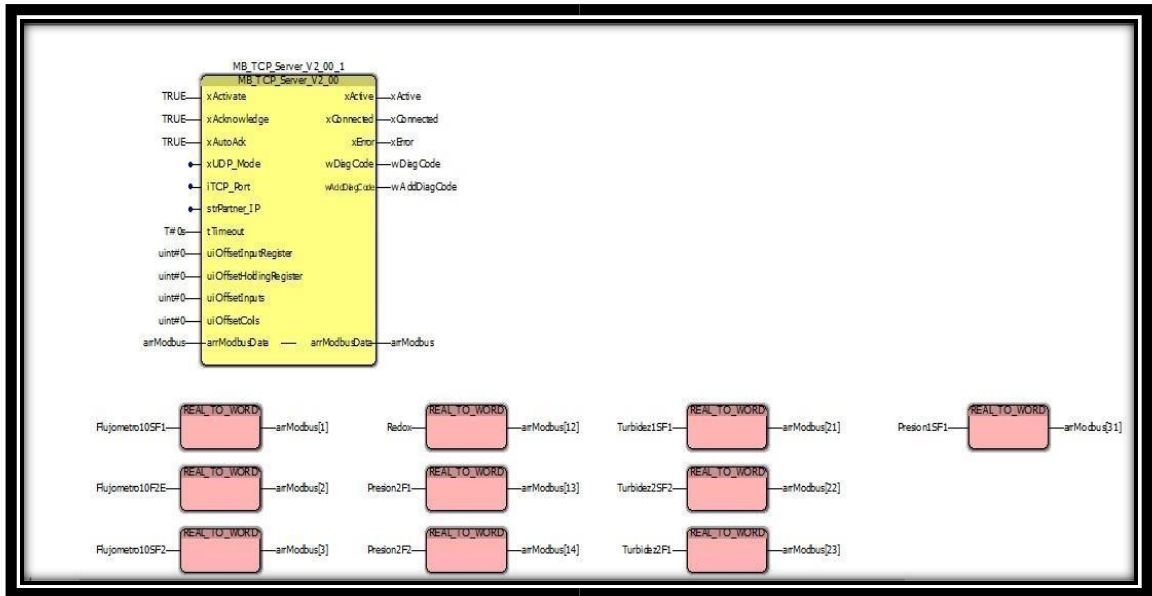 MB_TCP_Server_V2_00_1
MB_TCP_Server_V2_00
TRUE xActivate xActive xActive
TRUE xAcknowledge xConnected xConnected
TRUE xAutoAck xError xError
xUDP_Mode wDiagCode wDiagCode
iTCP_Port wAddDiagCode wAddDiagCode
strPartner_IP
T#0s tTimeout
uint#0 uiOffsetInputRegister
uint#0 uiOffsetHoldingRegister
uint#0 uiOffsetInputs
uint#0 uiOffsetCoils
arrModbus arrModbusData arrModbusData arrModbus
REAL_TO_WORD REAL_TO_WORD REAL_TO_WORD REAL_TO_WORD
Flujometro10SF1 arrModbus[1] Redox arrModbus[12] Turbidez1SF1 arrModbus[21] Presion1SF1 arrModbus[31]
REAL_TO_WORD REAL_TO_WORD REAL_TO_WORD
Flujometro10F2E arrModbus[2] Presion2F1 arrModbus[13] Turbidez2SF2 arrModbus[22]
REAL_TO_WORD REAL_TO_WORD REAL_TO_WORD
Flujometro10SF2 arrModbus[3] Presion2F2 arrModbus[14] Turbidez2F1 arrModbus[23]